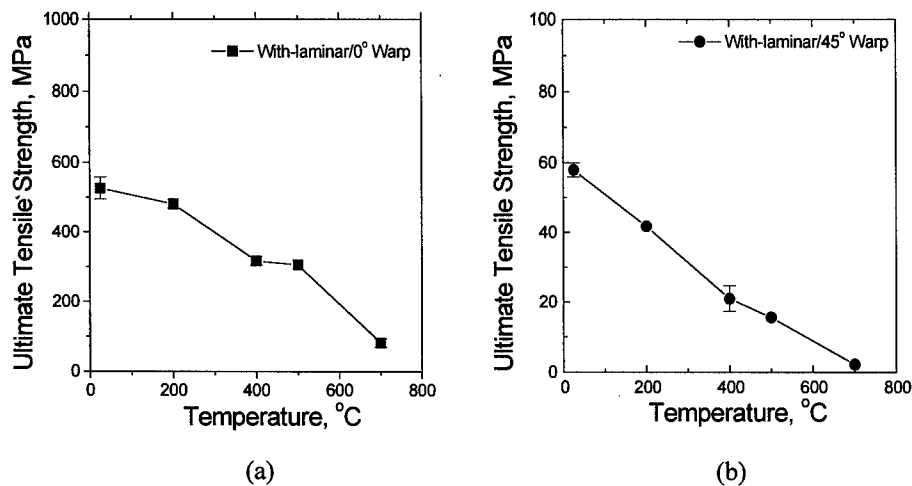 1000
800
600
400
200
0
Ultimate Tensile Strength, MPa
With-laminar/0° Warp
0 200 400 600 800
Temperature, °C
(a)
100
80
60
40
20
0
Ultimate Tensile Strength, MPa
With-laminar/45° Warp
0 200 400 600 800
Temperature, °C
(b)